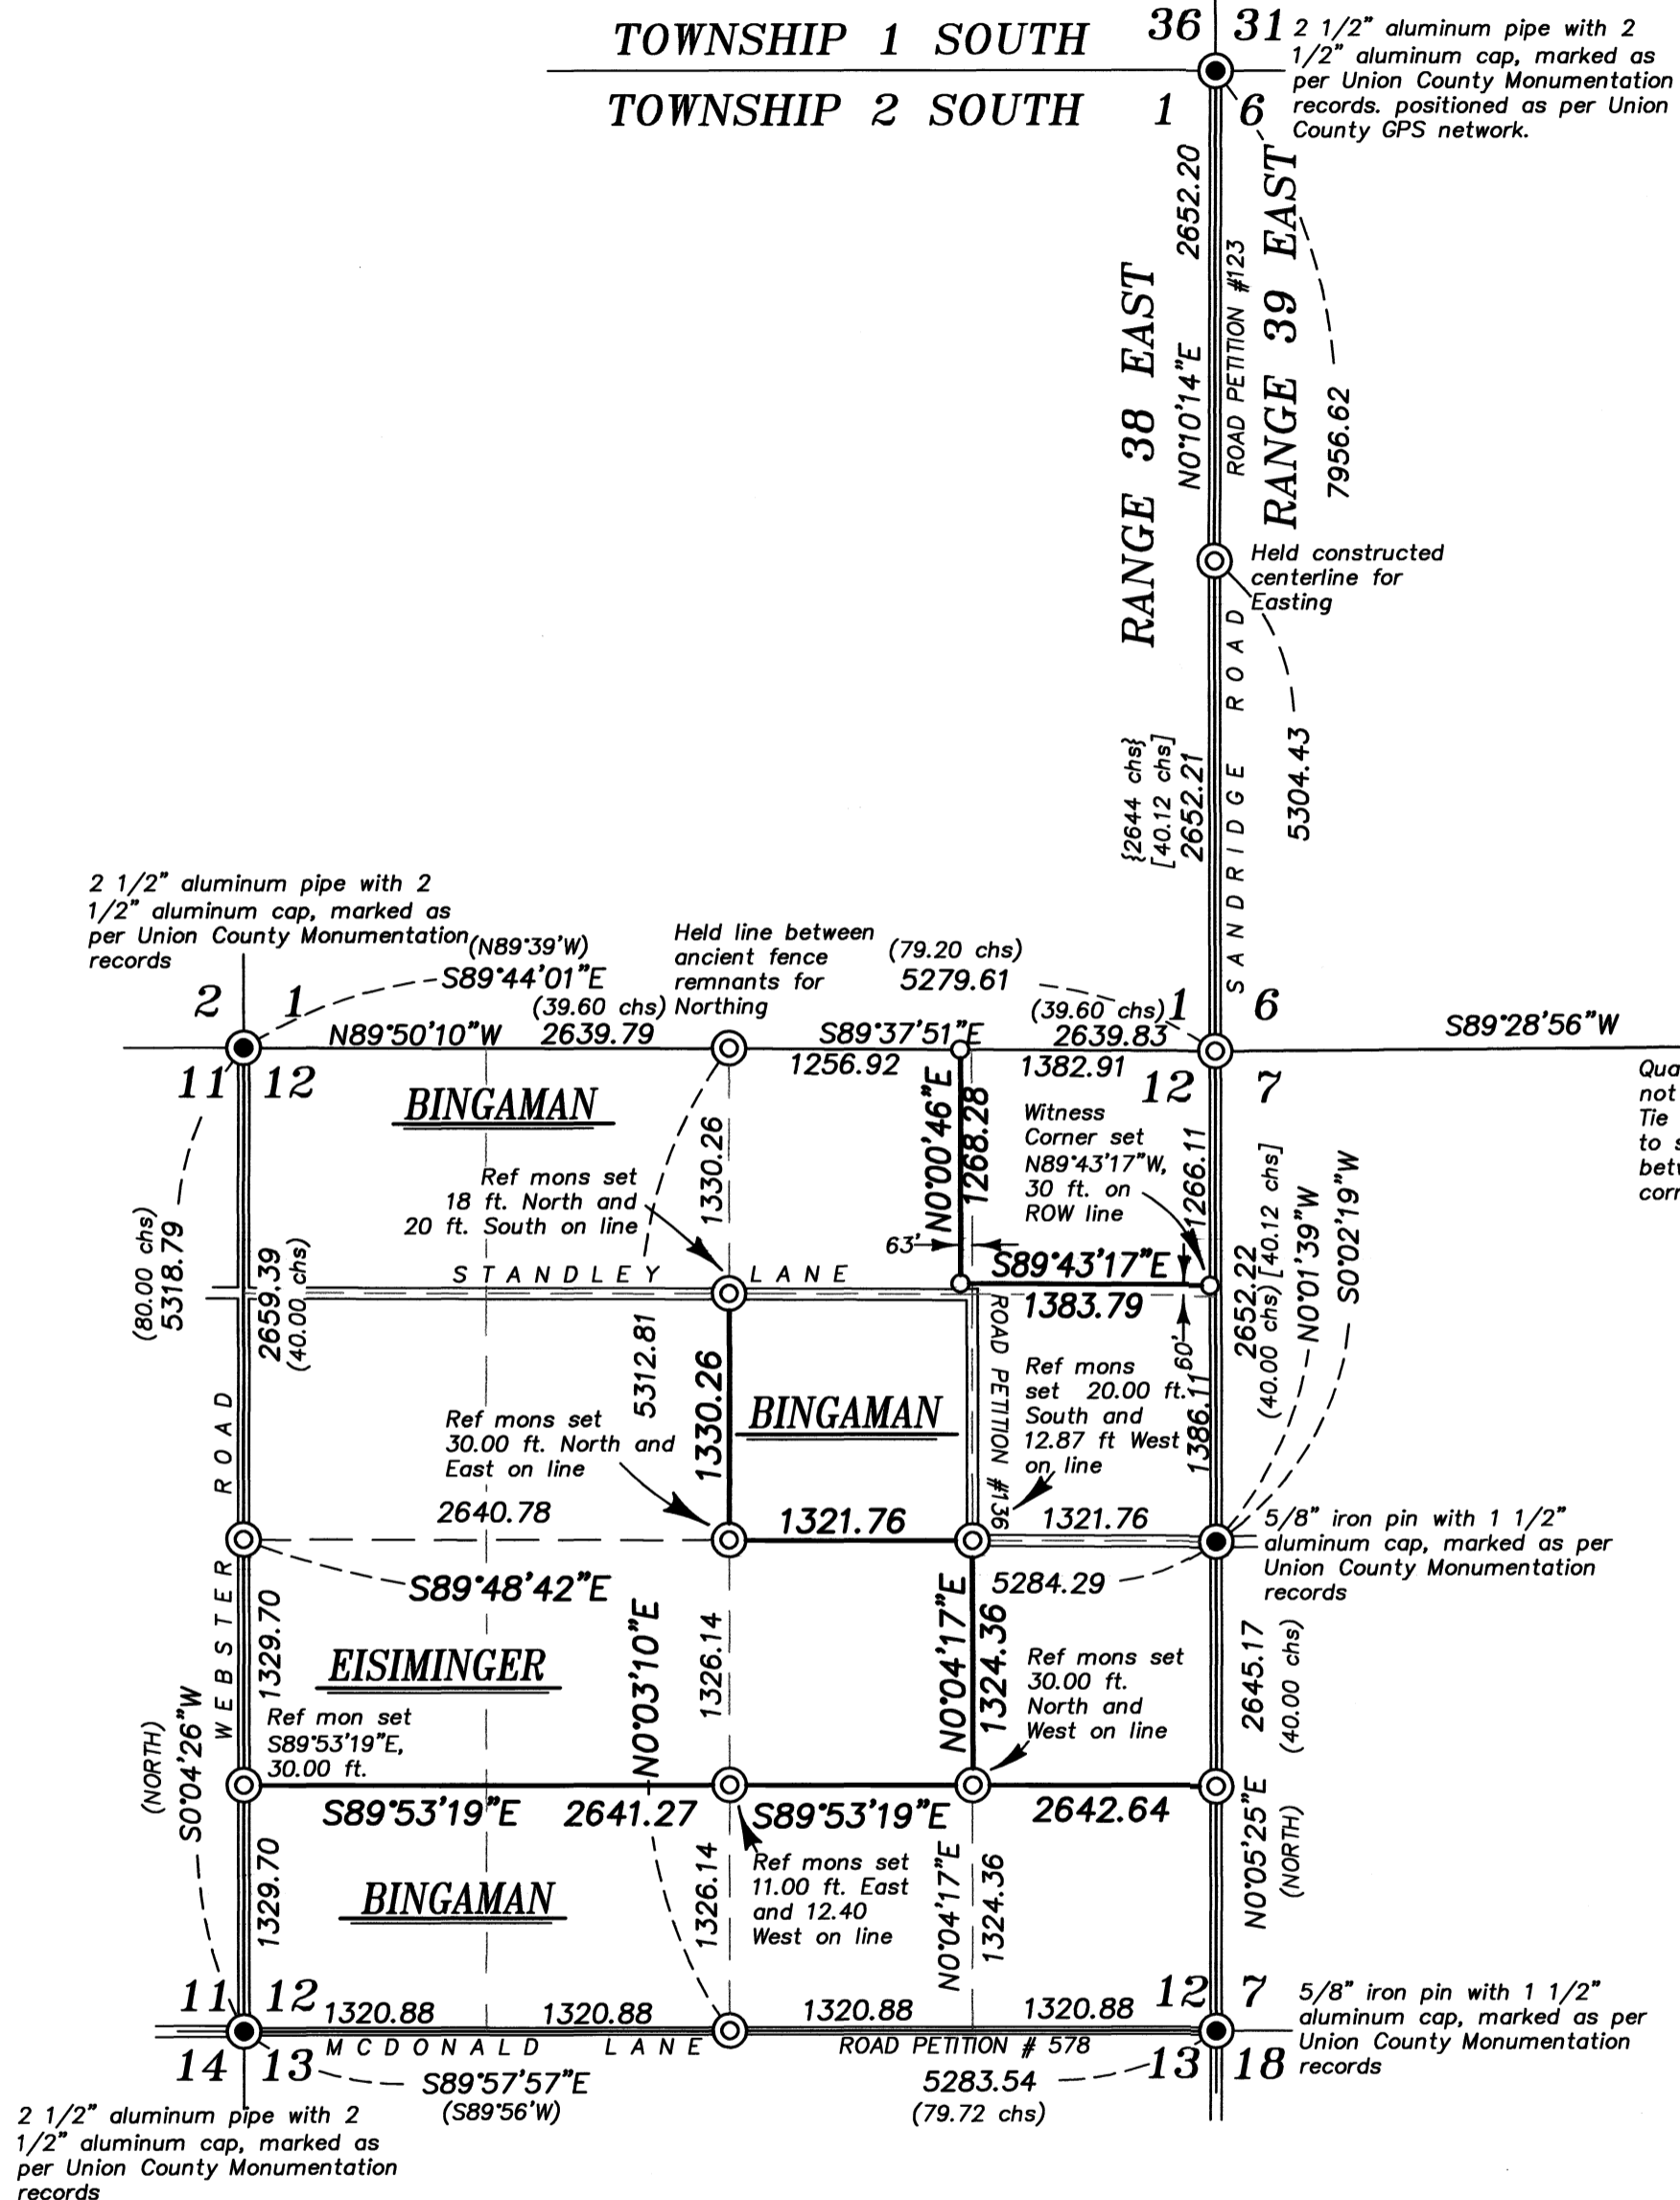 TOWNSHIP 1 SOUTH
36 31
2 1/2" aluminum pipe with 2
1/2" aluminum cap, marked as
per Union County Monumentation
records. positioned as per Union
County GPS network.
TOWNSHIP 2 SOUTH
1 6
2652.20
N0°10'14"E
ROAD PETITION #123
RANGE 38 EAST
RANGE 39 EAST
7956.62
Held constructed
centerline for
Easting
5304.43
{2644 chs}
[40.12 chs]
2652.21
SANDRIDGE ROAD
2 1/2" aluminum pipe with 2
1/2" aluminum cap, marked as
per Union County Monumentation
records
(N89°39'W)
S89°44'01"E
(39.60 chs)
Held line between
ancient fence
remnants for
Northing
(79.20 chs)
5279.61
(39.60 chs)
2 1
1 6
N89°50'10"W 2639.79
S89°37'51"E 2639.83
1256.92 1382.91
S89°28'56"W
11 12
12 7
Qua
not
Tie
to s
betw
corr
BINGAMAN
1330.26
N0°00'46"E
1268.28
Witness
Corner set
N89°43'17"W,
30 ft. on
ROW line
1266.11
Ref mons set
18 ft. North and
20 ft. South on line
63'
(80.00 chs)
5318.79
2659.39
(40.00 chs)
STANDLEY LANE
S89°43'17"E
1383.79
60'
2652.22
(40.00 chs) [40.12 chs]
N0°01'39"W
S0°02'19"W
5312.81
1330.26
BINGAMAN
ROAD PETITION #136
Ref mons
set 20.00 ft.
South and
12.87 ft West
on line
1386.11
Ref mons set
30.00 ft. North and
East on line
WEBSTER ROAD
2640.78
1321.76
1321.76
5/8" iron pin with 1 1/2"
aluminum cap, marked as per
Union County Monumentation
records
S89°48'42"E
5284.29
1329.70
EISIMINGER
N0°03'10"E
1326.14
N0°04'17"E
1324.36
Ref mons set
30.00 ft.
North and
West on line
2645.17
(40.00 chs)
(NORTH)
S0°04'26"W
Ref mon set
S89°53'19"E,
30.00 ft.
S89°53'19"E 2641.27
S89°53'19"E 2642.64
N0°05'25"E
(NORTH)
1329.70
BINGAMAN
1326.14
Ref mons set
11.00 ft. East
and 12.40
West on line
N0°04'17"E
1324.36
11 12
1320.88 1320.88
1320.88 1320.88
12 7
5/8" iron pin with 1 1/2"
aluminum cap, marked as per
Union County Monumentation
records
MCDONALD LANE
ROAD PETITION # 578
14 13
S89°57'57"E
(S89°56'W)
5283.54
(79.72 chs)
13 18
2 1/2" aluminum pipe with 2
1/2" aluminum cap, marked as
per Union County Monumentation
records